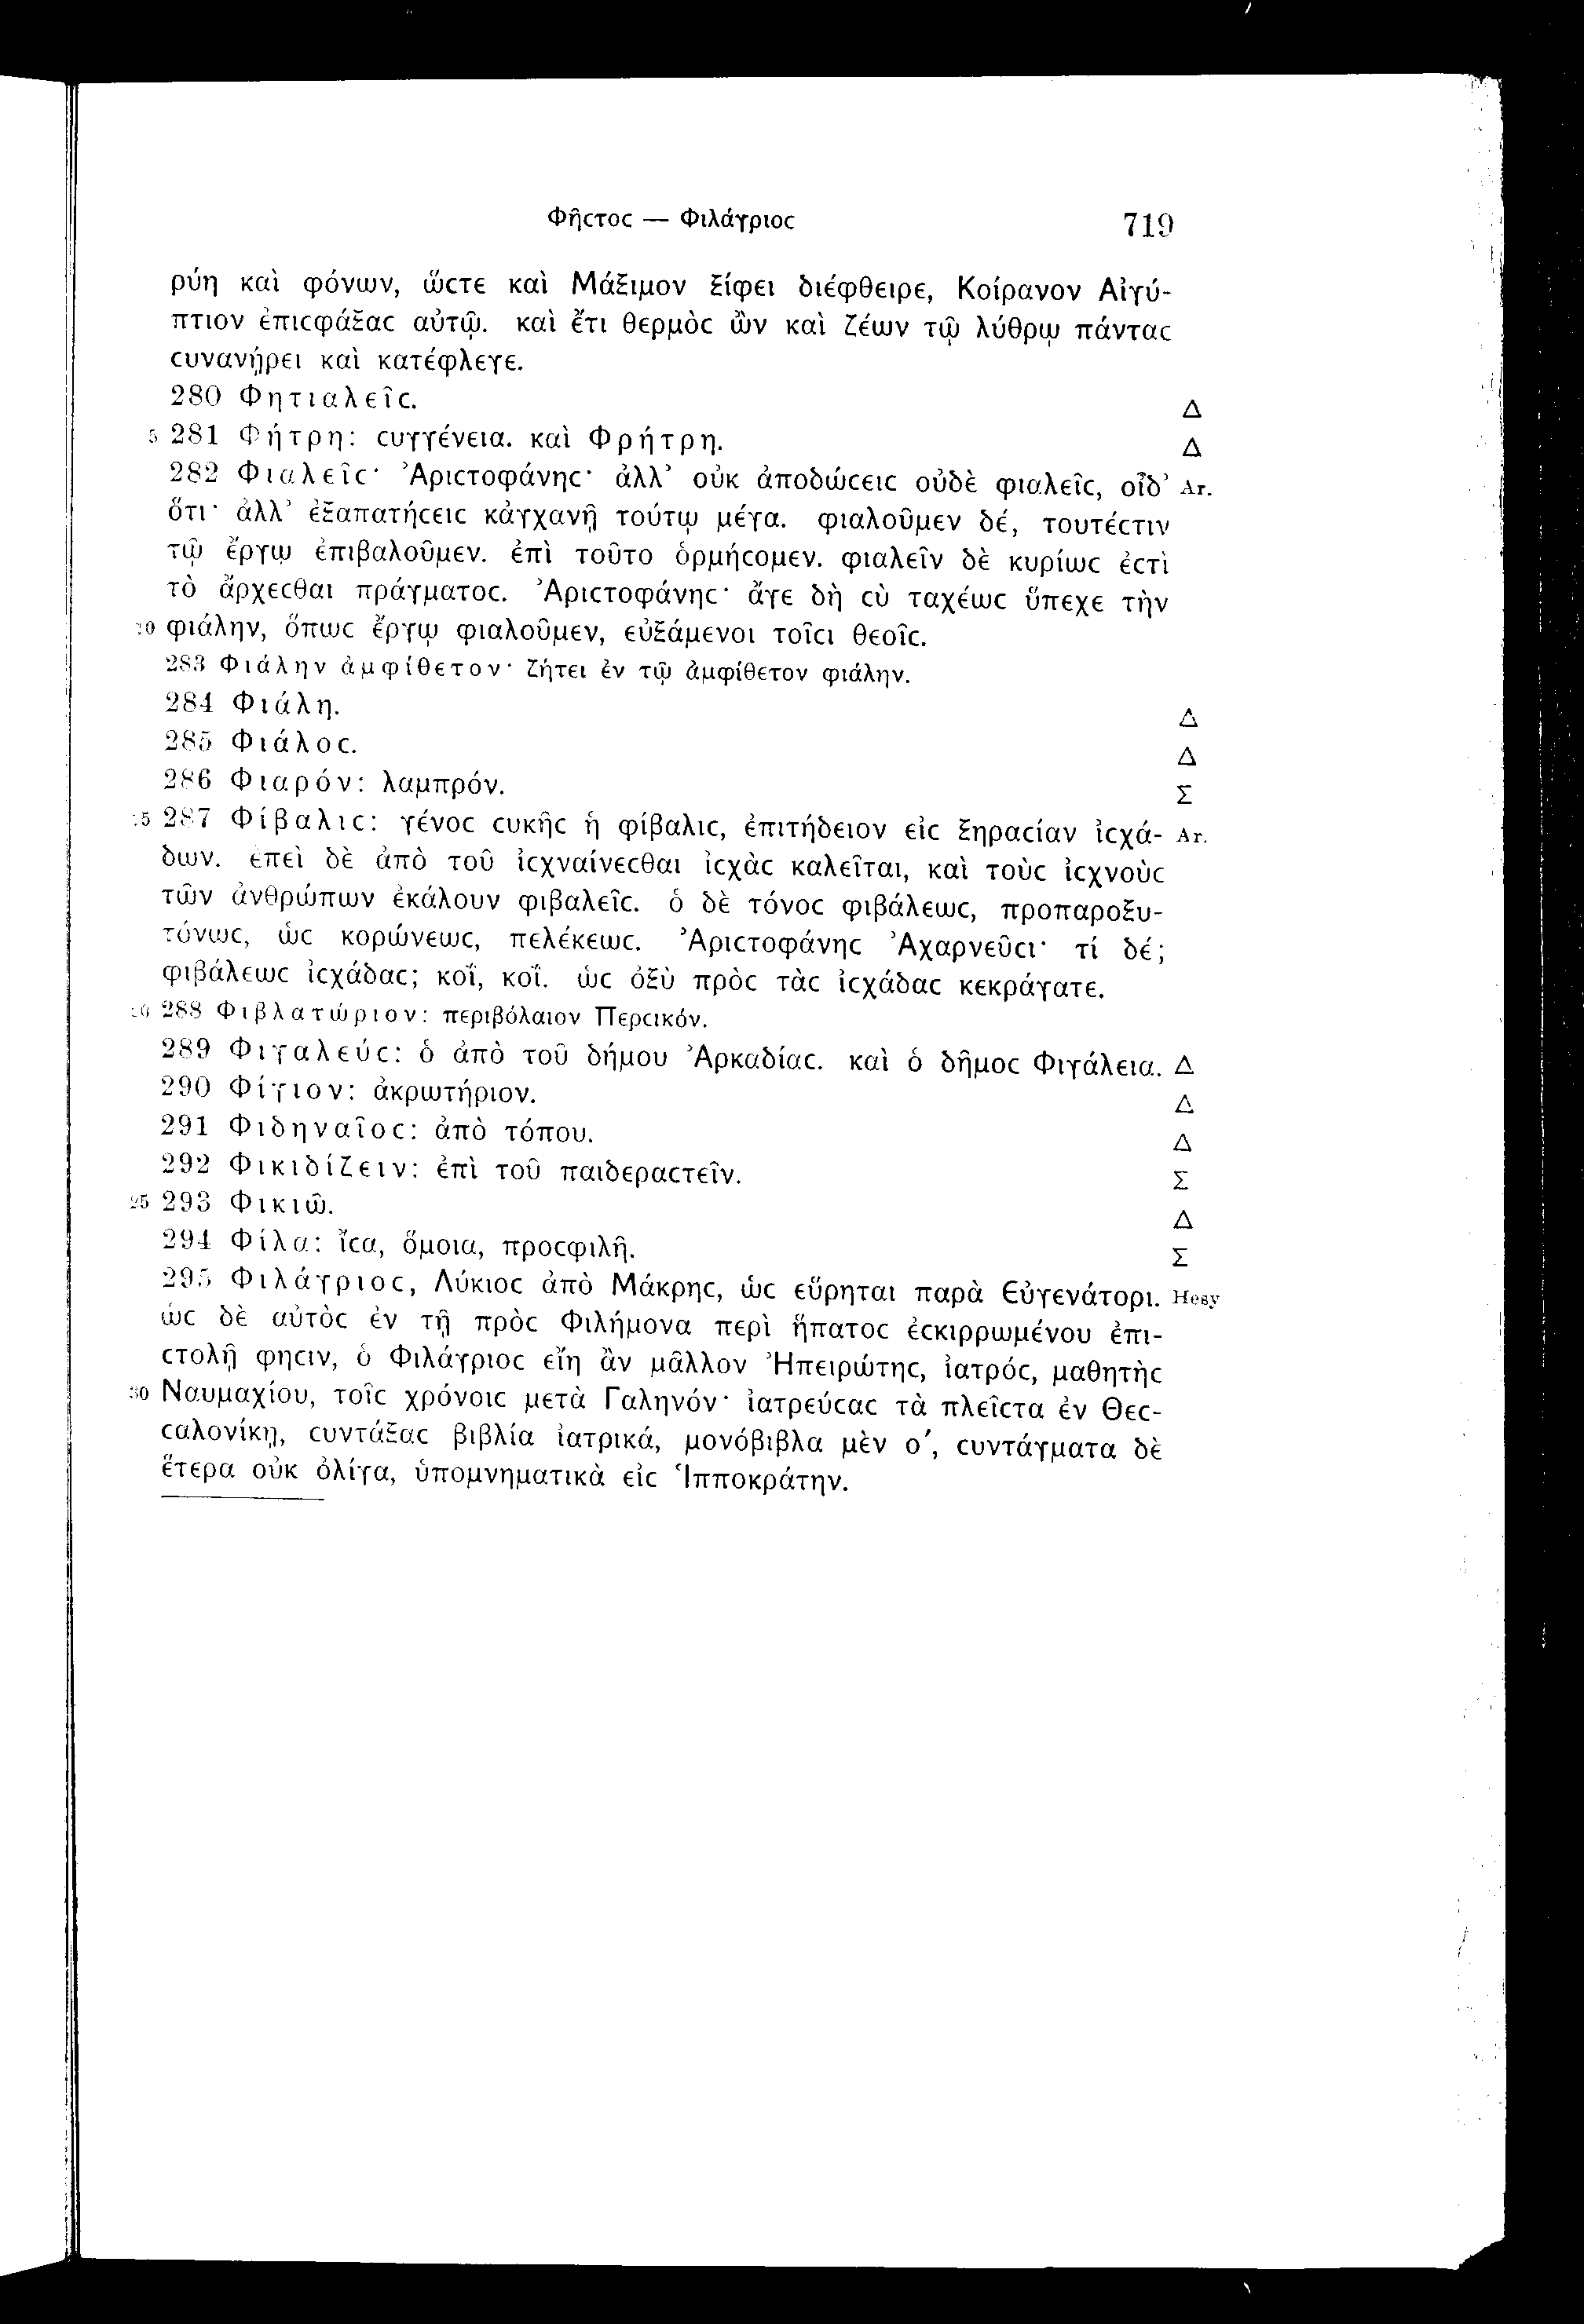 Φῆϲτοϲ — Φιλάγριοϲ 719
ρύη καὶ φόνων, ὥϲτε καὶ Μάξιμον ξίφει διέφθειρε, Κοίρανον Αἰγύ-
πτιον ἐπιϲφάξαϲ αὐτῷ. καὶ ἔτι θερμὸϲ ὢν καὶ ζέων τῷ λύθρῳ πάνταϲ
ϲυνανῄρει καὶ κατέφλεγε.
280 Φητιαλεῖϲ. Δ
5 281 Φήτρη: ϲυγγένεια. καὶ Φρήτρη. Δ
282 Φιαλεῖϲ· Ἀριϲτοφάνηϲ· ἀλλ’ οὐκ ἀποδώϲειϲ οὐδὲ φιαλεῖϲ, οἶδ’ Ar.
ὅτι· ἀλλ’ ἐξαπατήϲειϲ κἀγχανῇ τούτῳ μέγα. φιαλοῦμεν δέ, τουτέϲτιν
τῷ ἔργῳ ἐπιβαλοῦμεν. ἐπὶ τοῦτο ὁρμήϲομεν. φιαλεῖν δὲ κυρίωϲ ἐϲτὶ
τὸ ἄρχεϲθαι πράγματοϲ. Ἀριϲτοφάνηϲ· ἄγε δὴ ϲὺ ταχέωϲ ὕπεχε τὴν
10 φιάλην, ὅπωϲ ἔργῳ φιαλοῦμεν, εὐξάμενοι τοῖϲι θεοῖϲ.
283 Φιάλην ἀμφίθετον· ζήτει ἐν τῷ ἀμφίθετον φιάλην.
284 Φιάλη. Δ
285 Φιάλοϲ. Δ
286 Φιαρόν: λαμπρόν. Σ
15 287 Φίβαλιϲ: γένοϲ ϲυκῆϲ ἡ φίβαλιϲ, ἐπιτήδειον εἰϲ ξηραϲίαν ἰϲχά- Ar.
δων. ἐπεὶ δὲ ἀπὸ τοῦ ἰϲχναίνεϲθαι ἰϲχὰϲ καλεῖται, καὶ τοὺϲ ἰϲχνοὺϲ
τῶν ἀνθρώπων ἐκάλουν φιβαλεῖϲ. ὁ δὲ τόνοϲ φιβάλεωϲ, προπαροξυ-
τόνωϲ, ὡϲ κορώνεωϲ, πελέκεωϲ. Ἀριϲτοφάνηϲ Ἀχαρνεῦϲι· τί δέ;
φιβάλεωϲ ἰϲχάδαϲ; κοΐ, κοΐ. ὡϲ ὀξὺ πρὸϲ τὰϲ ἰϲχάδαϲ κεκράγατε.
20 288 Φιβλατώριον: περιβόλαιον Περϲικόν.
289 Φιγαλεύϲ: ὁ ἀπὸ τοῦ δήμου Ἀρκαδίαϲ. καὶ ὁ δῆμοϲ Φιγάλεια. Δ
290 Φίγιον: ἀκρωτήριον. Δ
291 Φιδηναῖοϲ: ἀπὸ τόπου. Δ
292 Φικιδίζειν: ἐπὶ τοῦ παιδεραϲτεῖν. Σ
25 293 Φικιῶ. Δ
294 Φίλα: ἴϲα, ὅμοια, προϲφιλῆ. Σ
295 Φιλάγριοϲ, Λύκιοϲ ἀπὸ Μάκρηϲ, ὡϲ εὕρηται παρὰ Εὐγενάτορι. Hesy
ὡϲ δὲ αὐτὸϲ ἐν τῇ πρὸϲ Φιλήμονα περὶ ἥπατοϲ ἐϲκιρρωμένου ἐπι-
ϲτολῇ φηϲιν, ὁ Φιλάγριοϲ εἴη ἂν μᾶλλον Ἠπειρώτηϲ, ἰατρόϲ, μαθητὴϲ
30 Ναυμαχίου, τοῖϲ χρόνοιϲ μετὰ Γαληνόν· ἰατρεύϲαϲ τὰ πλεῖϲτα ἐν Θεϲ-
ϲαλονίκῃ, ϲυντάξαϲ βιβλία ἰατρικά, μονόβιβλα μὲν ο′, ϲυντάγματα δὲ
ἕτερα οὐκ ὀλίγα, ὑπομνηματικὰ εἰϲ Ἱπποκράτην.